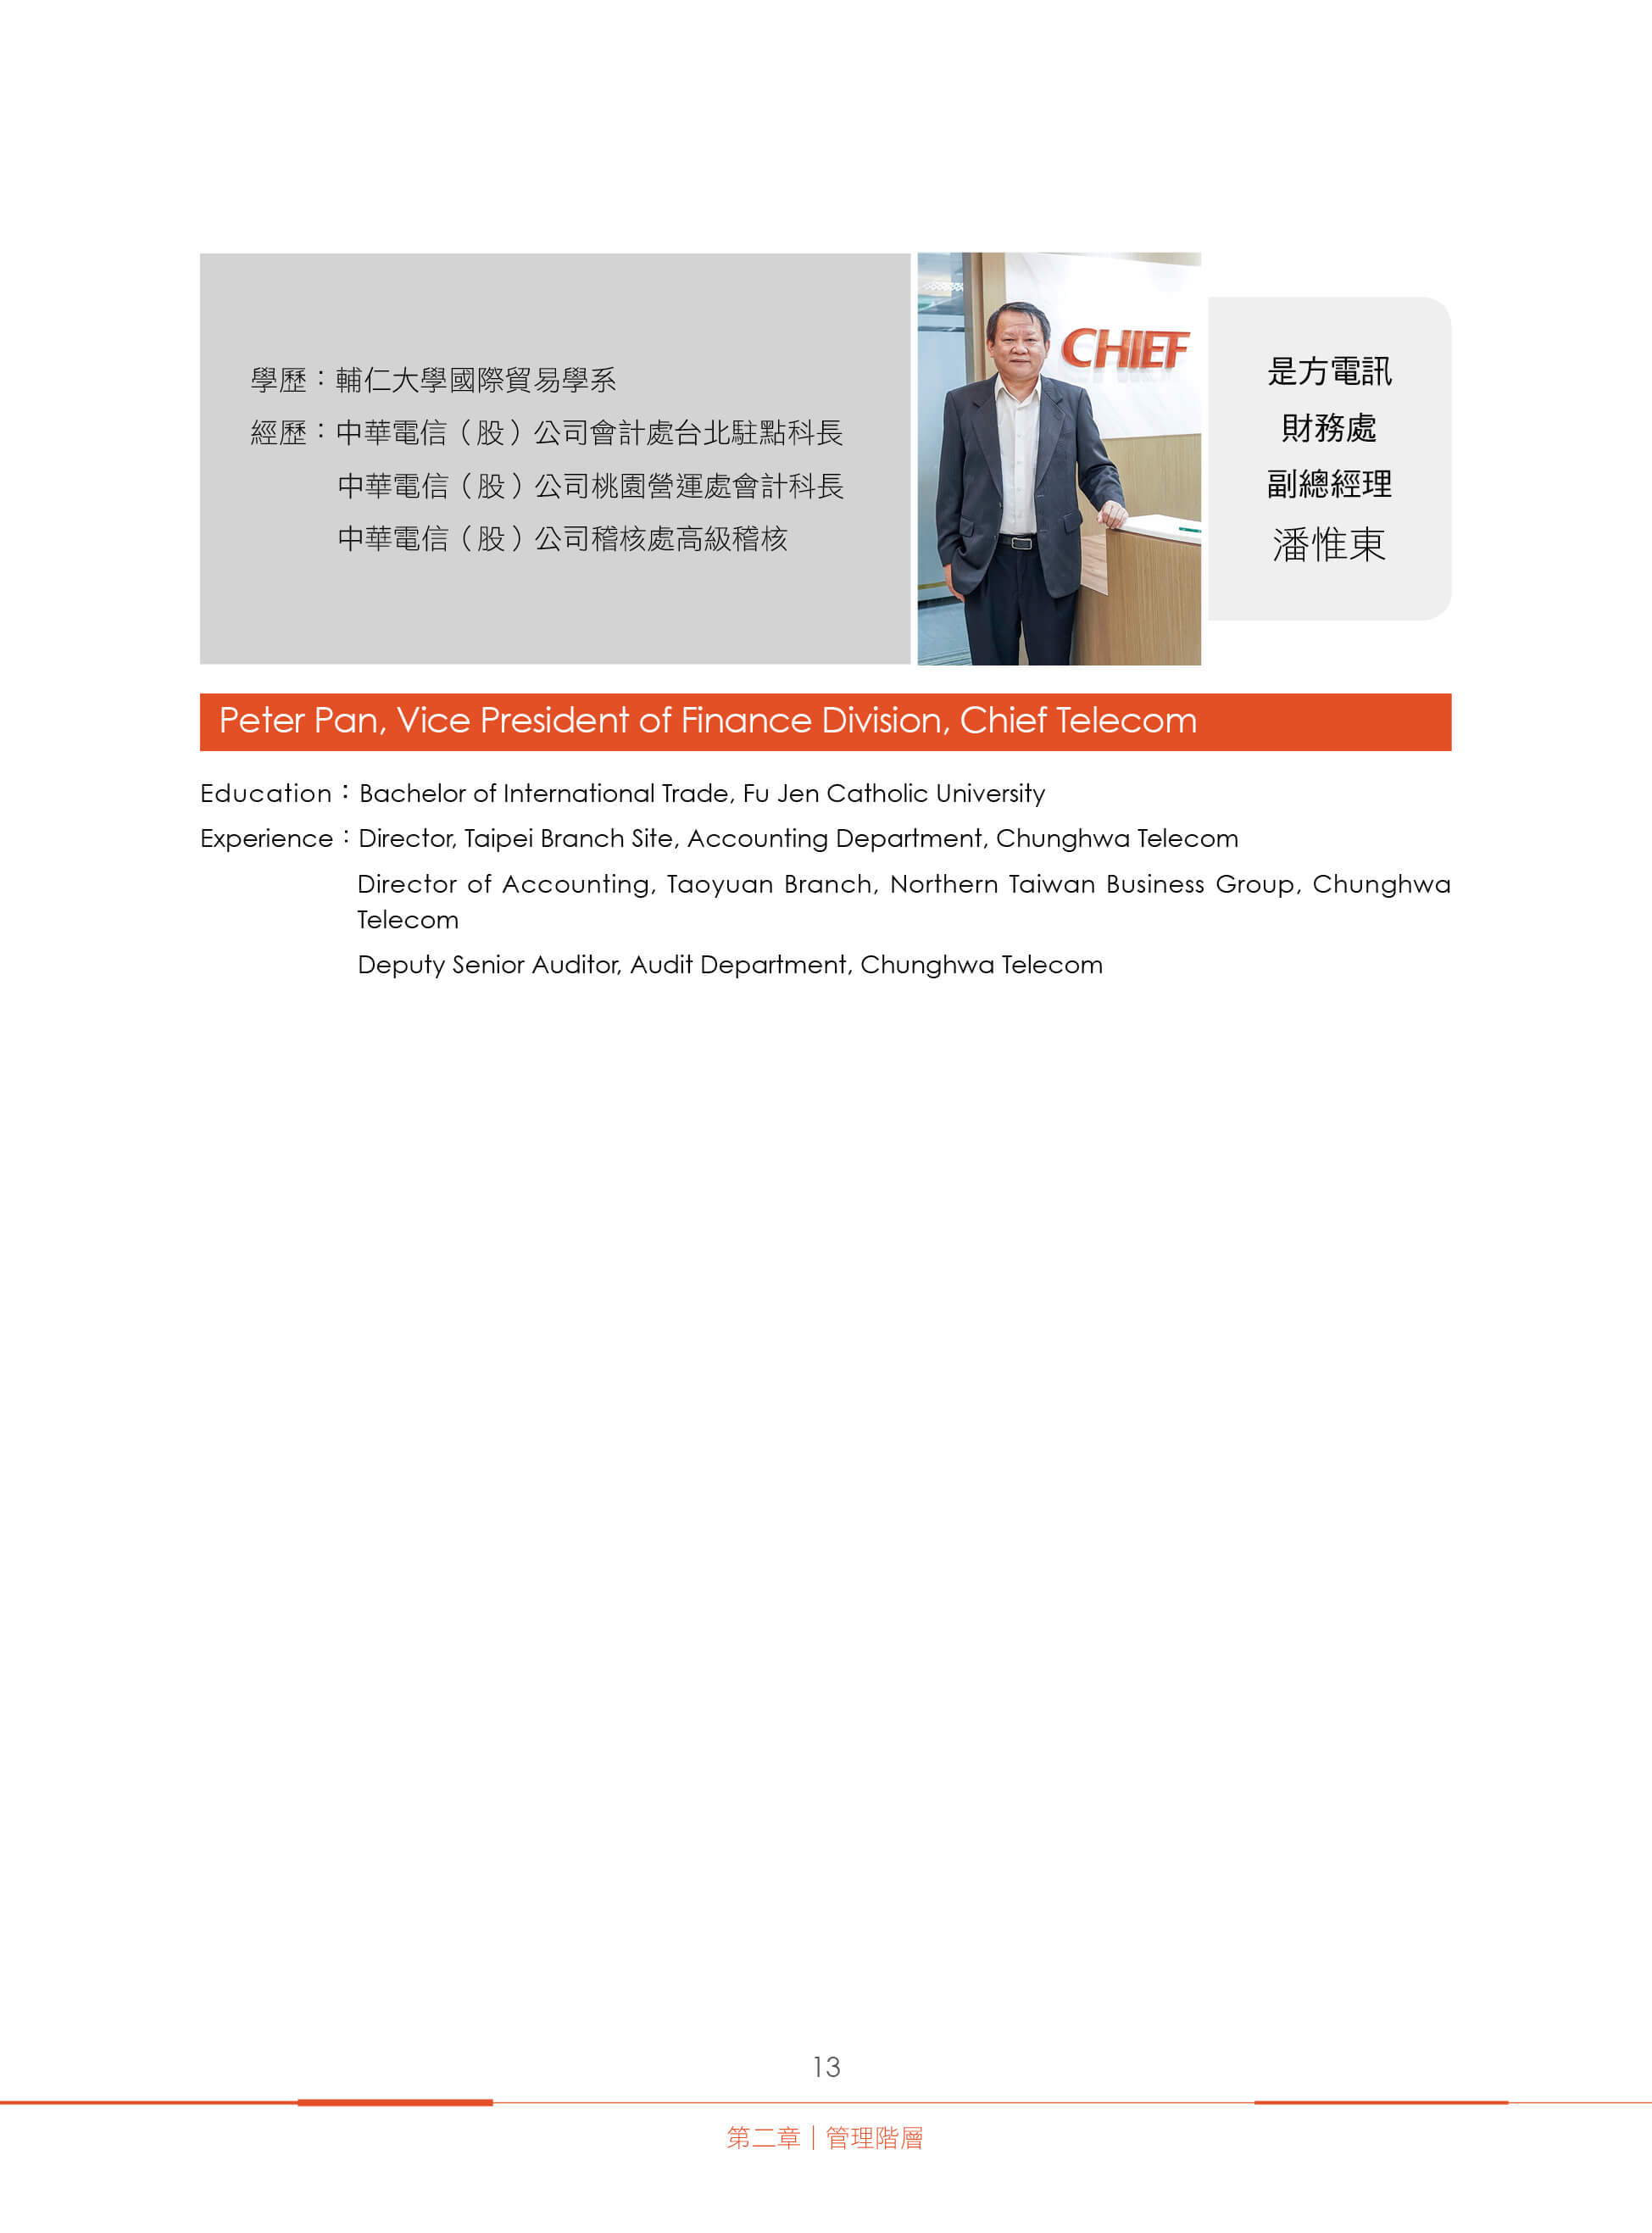 學歷：輔仁大學國際貿易學系
經歷：中華電信（股）公司會計處台北駐點科長
中華電信（股）公司桃園營運處會計科長
中華電信（股）公司稽核處高級稽核
CHIEF
是方電訊
財務處
副總經理
潘惟東
Peter Pan, Vice President of Finance Division, Chief Telecom
Education：Bachelor of International Trade, Fu Jen Catholic University
Experience：Director, Taipei Branch Site, Accounting Department, Chunghwa Telecom
Director of Accounting, Taoyuan Branch, Northern Taiwan Business Group, Chunghwa
Telecom
Deputy Senior Auditor, Audit Department, Chunghwa Telecom
13
第二章｜管理階層